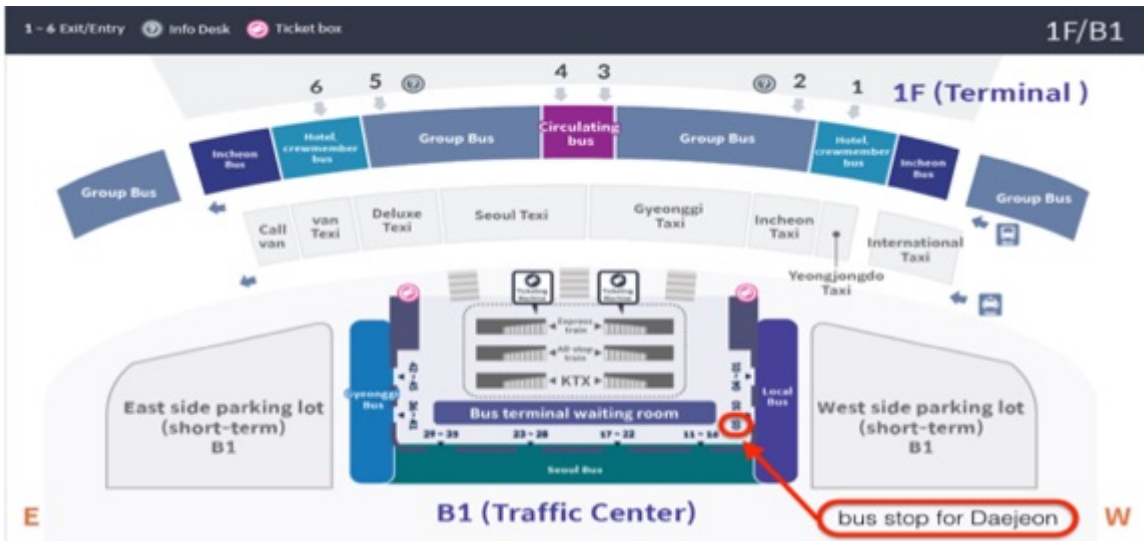 1 ~ 6 Exit/Entry
Info Desk
Ticket box
1F/B1
6
5
4
3
2
1
1F (Terminal )
Group Bus
Incheon
Bus
Hotel,
crewmember
bus
Group Bus
Circulating
bus
Group Bus
Hotel,
crewmember
bus
Incheon
Bus
Group Bus
Call
van
van
Texi
Deluxe
Texi
Seoul Texi
Gyeonggi
Taxi
Incheon
Taxi
Yeongjongdo
Taxi
International
Taxi
Ticketing
Machine
Ticketing
Machine
Express
train
All-stop
train
KTX
Gyeonggi
Bus
Local
Bus
East side parking lot
(short-term)
B1
West side parking lot
(short-term)
B1
Bus terminal waiting room
23 ~ 28
17 ~ 22
Seoul Bus
B1 (Traffic Center)
bus stop for Daejeon
E
W